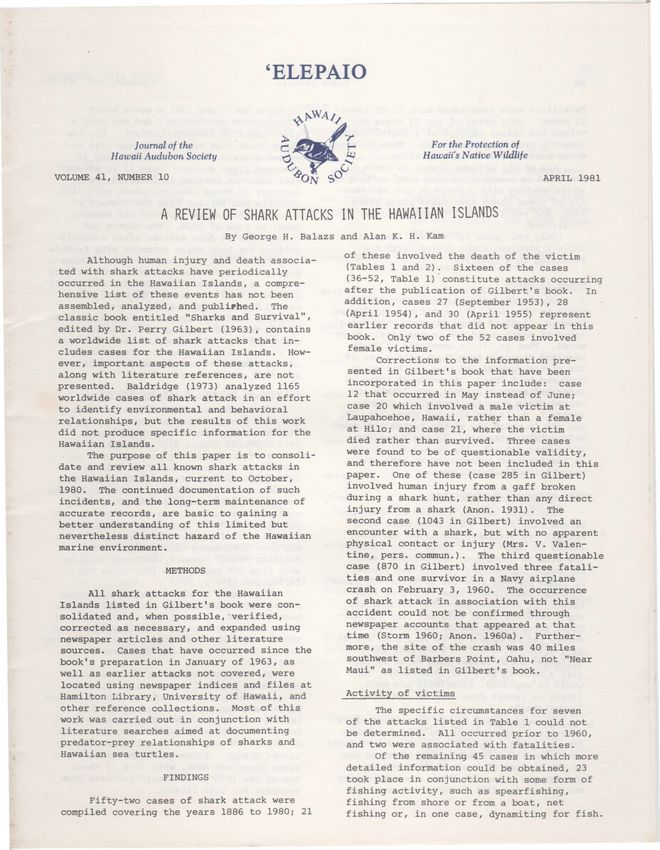 ‘ELEPAIO
HAWAII
AUDUBON SOCIETY
Journal of the
Hawaii Audubon Society
For the Protection of
Hawaii's Native Wildlife
VOLUME 41, NUMBER 10
APRIL 1981
A REVIEW OF SHARK ATTACKS IN THE HAWAIIAN ISLANDS
By George H. Balazs and Alan K. H. Kam
Although human injury and death associa-
ted with shark attacks have periodically
occurred in the Hawaiian Islands, a compre-
hensive list of these events has not been
assembled, analyzed, and published. The
classic book entitled "Sharks and Survival",
edited by Dr. Perry Gilbert (1963), contains
a worldwide list of shark attacks that in-
cludes cases for the Hawaiian Islands. How-
ever, important aspects of these attacks,
along with literature references, are not
presented. Baldridge (1973) analyzed 1165
worldwide cases of shark attack in an effort
to identify environmental and behavioral
relationships, but the results of this work
did not produce specific information for the
Hawaiian Islands.
The purpose of this paper is to consoli-
date and review all known shark attacks in
the Hawaiian Islands, current to October,
1980. The continued documentation of such
incidents, and the long-term maintenance of
accurate records, are basic to gaining a
better understanding of this limited but
nevertheless distinct hazard of the Hawaiian
marine environment.
METHODS
All shark attacks for the Hawaiian
Islands listed in Gilbert's book were con-
solidated and, when possible, verified,
corrected as necessary, and expanded using
newspaper articles and other literature
sources. Cases that have occurred since the
book's preparation in January of 1963, as
well as earlier attacks not covered, were
located using newspaper indices and files at
Hamilton Library, University of Hawaii, and
other reference collections. Most of this
work was carried out in conjunction with
literature searches aimed at documenting
predator-prey relationships of sharks and
Hawaiian sea turtles.
FINDINGS
Fifty-two cases of shark attack were
compiled covering the years 1886 to 1980; 21
of these involved the death of the victim
(Tables 1 and 2). Sixteen of the cases
(36-52, Table 1) constitute attacks occurring
after the publication of Gilbert's book. In
addition, cases 27 (September 1953), 28
(April 1954), and 30 (April 1955) represent
earlier records that did not appear in this
book. Only two of the 52 cases involved
female victims.
Corrections to the information pre-
sented in Gilbert's book that have been
incorporated in this paper include: case
12 that occurred in May instead of June;
case 20 which involved a male victim at
Laupahoehoe, Hawaii, rather than a female
at Hilo; and case 21, where the victim
died rather than survived. Three cases
were found to be of questionable validity,
and therefore have not been included in this
paper. One of these (case 285 in Gilbert)
involved human injury from a gaff broken
during a shark hunt, rather than any direct
injury from a shark (Anon. 1931). The
second case (1043 in Gilbert) involved an
encounter with a shark, but with no apparent
physical contact or injury (Mrs. V. Valen-
tine, pers. commun.). The third questionable
case (870 in Gilbert) involved three fatali-
ties and one survivor in a Navy airplane
crash on February 3, 1960. The occurrence
of shark attack in association with this
accident could not be confirmed through
newspaper accounts that appeared at that
time (Storm 1960; Anon. 1960a). Further-
more, the site of the crash was 40 miles
southwest of Barbers Point, Oahu, not "Near
Maui" as listed in Gilbert's book.
Activity of victims
The specific circumstances for seven
of the attacks listed in Table 1 could not
be determined. All occurred prior to 1960,
and two were associated with fatalities.
Of the remaining 45 cases in which more
detailed information could be obtained, 23
took place in conjunction with some form of
fishing activity, such as spearfishing,
fishing from shore or from a boat, net
fishing or, in one case, dynamiting for fish.